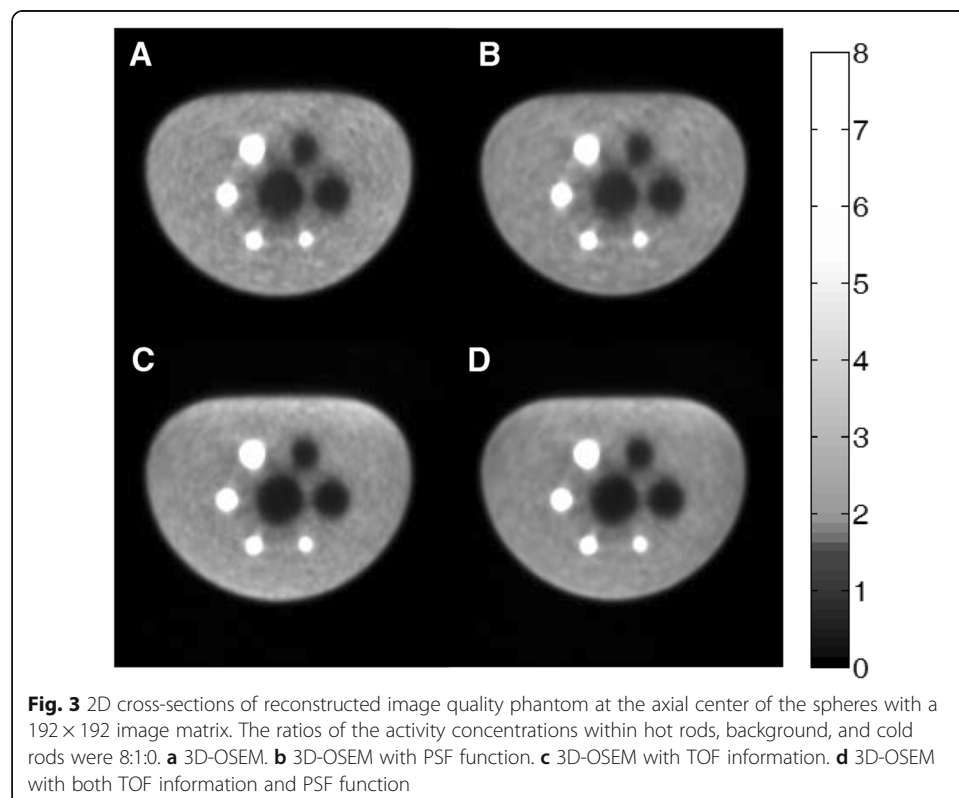 A
B
C
D
8
7
6
5
4
3
2
1
0
Fig. 3 2D cross-sections of reconstructed image quality phantom at the axial center of the spheres with a
192 × 192 image matrix. The ratios of the activity concentrations within hot rods, background, and cold
rods were 8:1:0. a 3D-OSEM. b 3D-OSEM with PSF function. c 3D-OSEM with TOF information. d 3D-OSEM
with both TOF information and PSF function